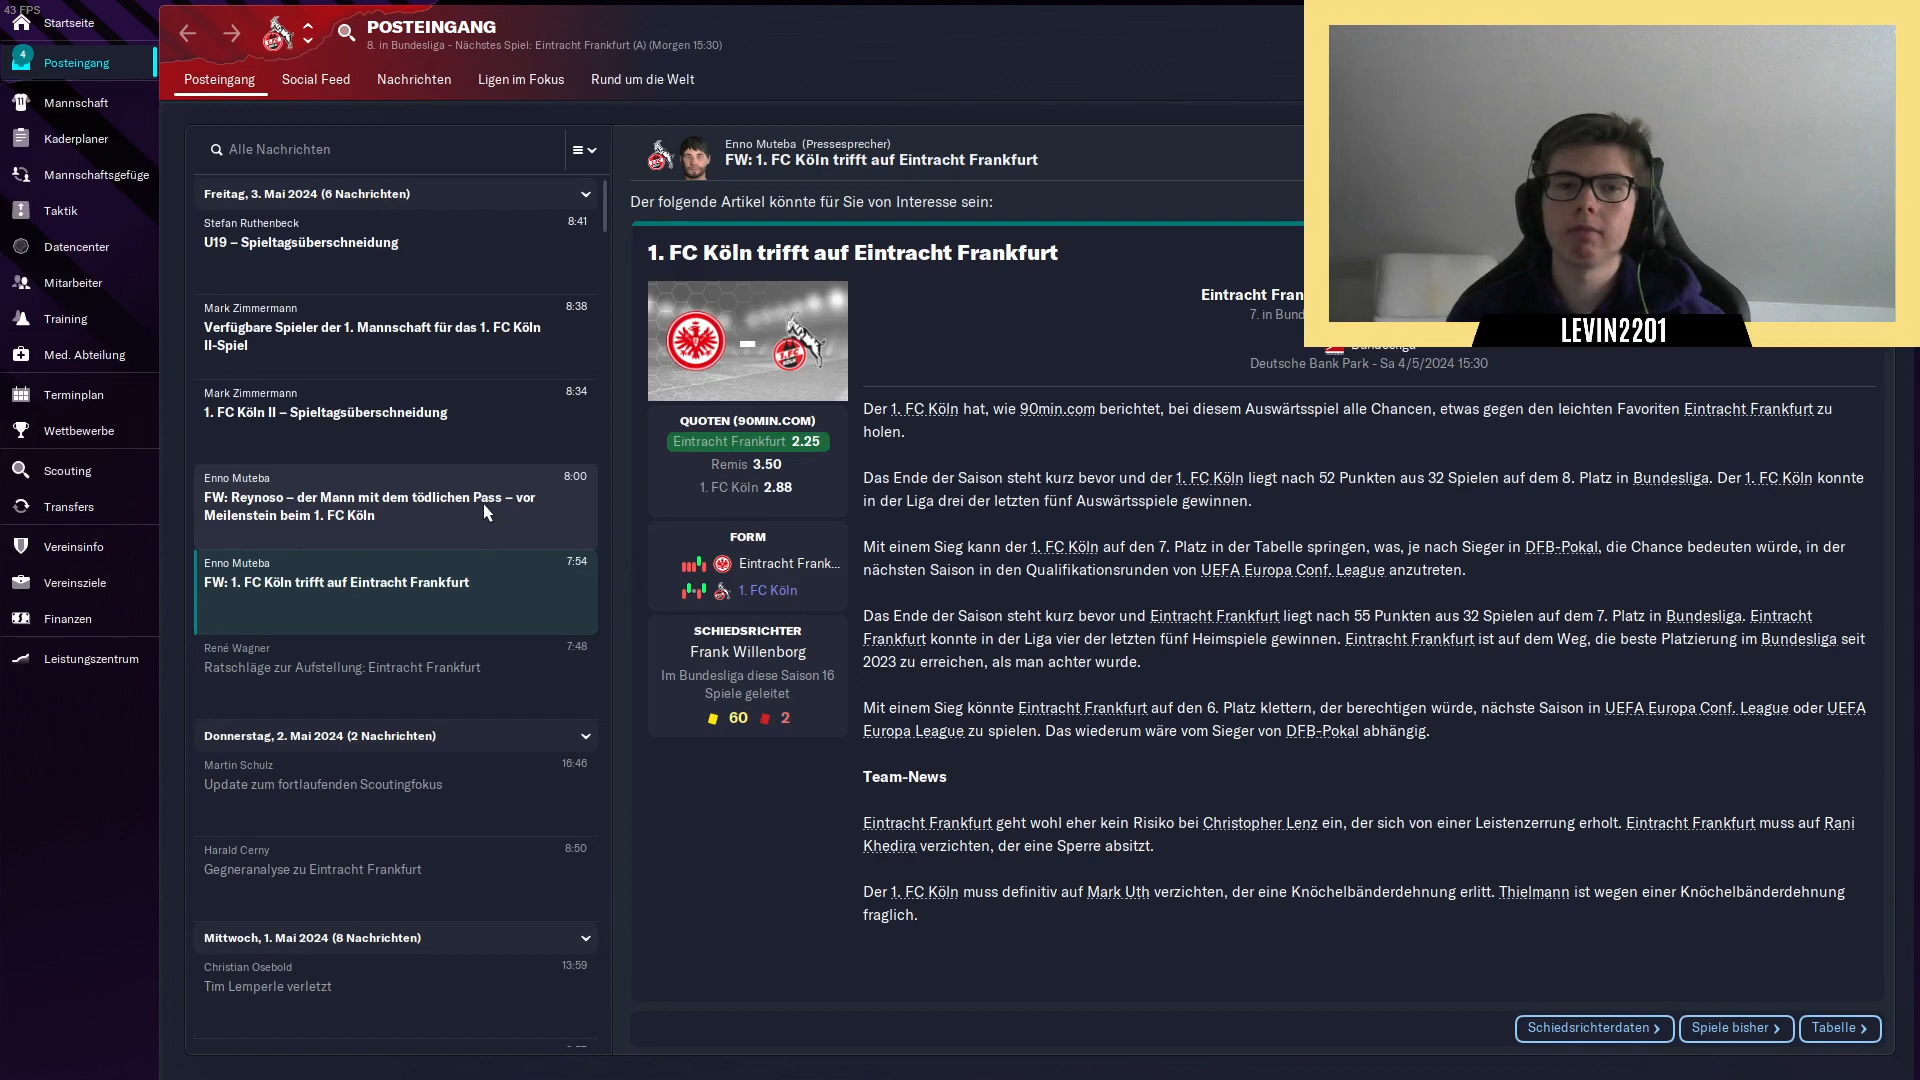 43 FPS
Startseite
4
Posteingang
Mannschaft
Kaderplaner
Mannschaftsgefüge
Taktik
Datencenter
Mitarbeiter
Training
Med. Abteilung
Terminplan
Wettbewerbe
Scouting
Transfers
Vereinsinfo
Vereinsziele
Finanzen
Leistungszentrum
POSTEINGANG
8. in Bundesliga - Nächstes Spiel: Eintracht Frankfurt (A) (Morgen 15:30)
Posteingang
Social Feed
Nachrichten
Ligen im Fokus
Rund um die Welt
Alle Nachrichten
Freitag, 3. Mai 2024 (6 Nachrichten)
Stefan Ruthenbeck
8:41
U19 – Spieltagsüberschneidung
Mark Zimmermann
8:38
Verfügbare Spieler der 1. Mannschaft für das 1. FC Köln
II-Spiel
Mark Zimmermann
8:34
1. FC Köln II – Spieltagsüberschneidung
Enno Muteba
8:00
FW: Reynoso – der Mann mit dem tödlichen Pass – vor
Meilenstein beim 1. FC Köln
Enno Muteba
7:54
FW: 1. FC Köln trifft auf Eintracht Frankfurt
René Wagner
7:48
Ratschläge zur Aufstellung: Eintracht Frankfurt
Donnerstag, 2. Mai 2024 (2 Nachrichten)
Martin Schulz
16:46
Update zum fortlaufenden Scoutingfokus
Harald Cerny
8:50
Gegneranalyse zu Eintracht Frankfurt
Mittwoch, 1. Mai 2024 (8 Nachrichten)
Christian Osebold
13:59
Tim Lemperle verletzt
Enno Muteba (Pressesprecher)
FW: 1. FC Köln trifft auf Eintracht Frankfurt
Der folgende Artikel könnte für Sie von Interesse sein:
1. FC Köln trifft auf Eintracht Frankfurt
Eintracht Fran
7. in Bund
Deutsche Bank Park - Sa 4/5/2024 15:30
QUOTEN (90MIN.COM)
Eintracht Frankfurt 2.25
Remis 3.50
1. FC Köln 2.88
FORM
Eintracht Frank...
1. FC Köln
SCHIEDSRICHTER
Frank Willenborg
Im Bundesliga diese Saison 16
Spiele geleitet
60 2
Der 1. FC Köln hat, wie 90min.com berichtet, bei diesem Auswärtsspiel alle Chancen, etwas gegen den leichten Favoriten Eintracht Frankfurt zu
holen.
Das Ende der Saison steht kurz bevor und der 1. FC Köln liegt nach 52 Punkten aus 32 Spielen auf dem 8. Platz in Bundesliga. Der 1. FC Köln konnte
in der Liga drei der letzten fünf Auswärtsspiele gewinnen.
Mit einem Sieg kann der 1. FC Köln auf den 7. Platz in der Tabelle springen, was, je nach Sieger in DFB-Pokal, die Chance bedeuten würde, in der
nächsten Saison in den Qualifikationsrunden von UEFA Europa Conf. League anzutreten.
Das Ende der Saison steht kurz bevor und Eintracht Frankfurt liegt nach 55 Punkten aus 32 Spielen auf dem 7. Platz in Bundesliga. Eintracht
Frankfurt konnte in der Liga vier der letzten fünf Heimspiele gewinnen. Eintracht Frankfurt ist auf dem Weg, die beste Platzierung im Bundesliga seit
2023 zu erreichen, als man achter wurde.
Mit einem Sieg könnte Eintracht Frankfurt auf den 6. Platz klettern, der berechtigen würde, nächste Saison in UEFA Europa Conf. League oder UEFA
Europa League zu spielen. Das wiederum wäre vom Sieger von DFB-Pokal abhängig.
Team-News
Eintracht Frankfurt geht wohl eher kein Risiko bei Christopher Lenz ein, der sich von einer Leistenzerrung erholt. Eintracht Frankfurt muss auf Rani
Khedira verzichten, der eine Sperre absitzt.
Der 1. FC Köln muss definitiv auf Mark Uth verzichten, der eine Knöchelbänderdehnung erlitt. Thielmann ist wegen einer Knöchelbänderdehnung
fraglich.
Schiedsrichterdaten
Spiele bisher
Tabelle
LEVIN2201